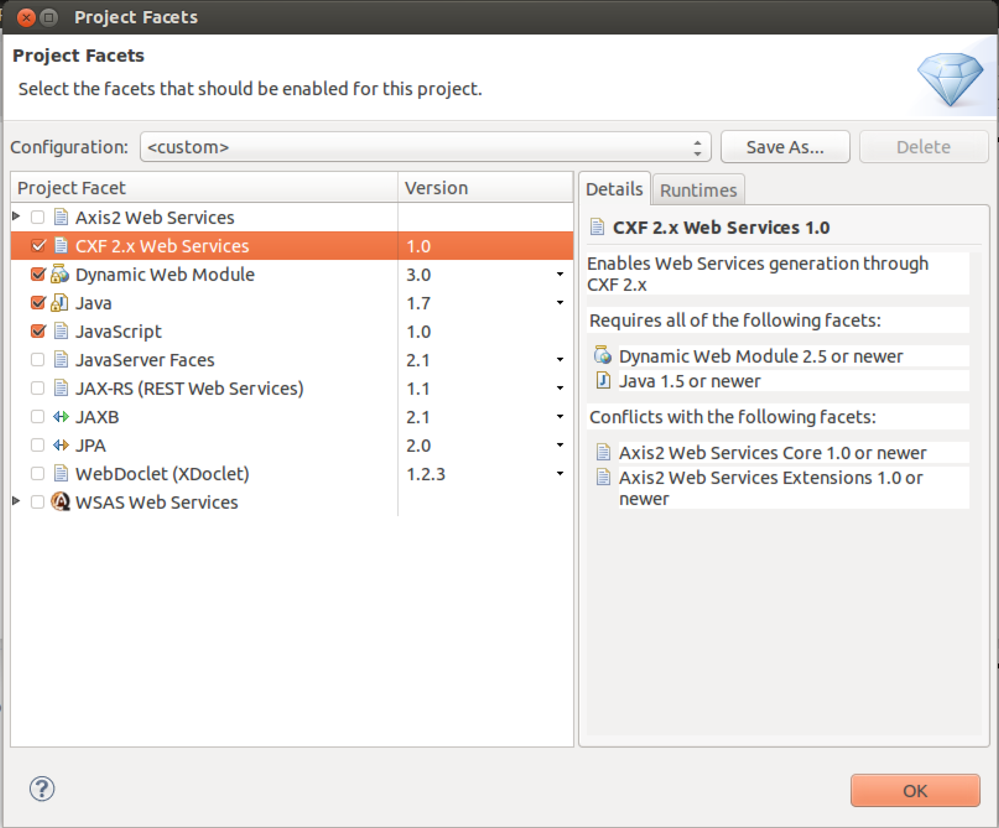 Project Facets
Project Facets
Select the facets that should be enabled for this project.
Configuration: <custom> Save As... Delete
Project Facet Version
Axis2 Web Services
CXF 2.x Web Services 1.0
Dynamic Web Module 3.0
Java 1.7
JavaScript 1.0
JavaServer Faces 2.1
JAX-RS (REST Web Services) 1.1
JAXB 2.1
JPA 2.0
WebDoclet (XDoclet) 1.2.3
WSAS Web Services
Details Runtimes
CXF 2.x Web Services 1.0
Enables Web Services generation through
CXF 2.x
Requires all of the following facets:
Dynamic Web Module 2.5 or newer
Java 1.5 or newer
Conflicts with the following facets:
Axis2 Web Services Core 1.0 or newer
Axis2 Web Services Extensions 1.0 or
newer
?
OK